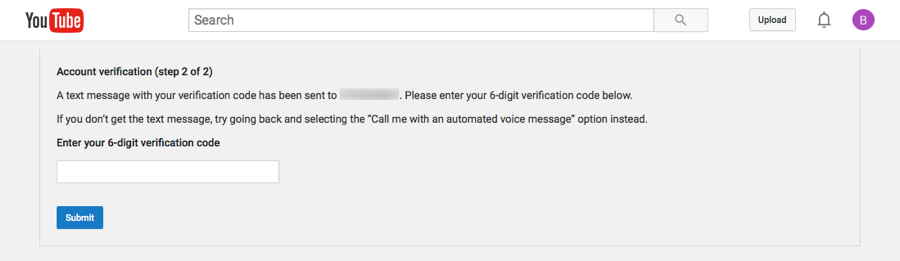 YouTube Search Upload B
Account verification (step 2 of 2)
A text message with your verification code has been sent to . Please enter your 6-digit verification code below.
If you don't get the text message, try going back and selecting the “Call me with an automated voice message” option instead.
Enter your 6-digit verification code
Submit